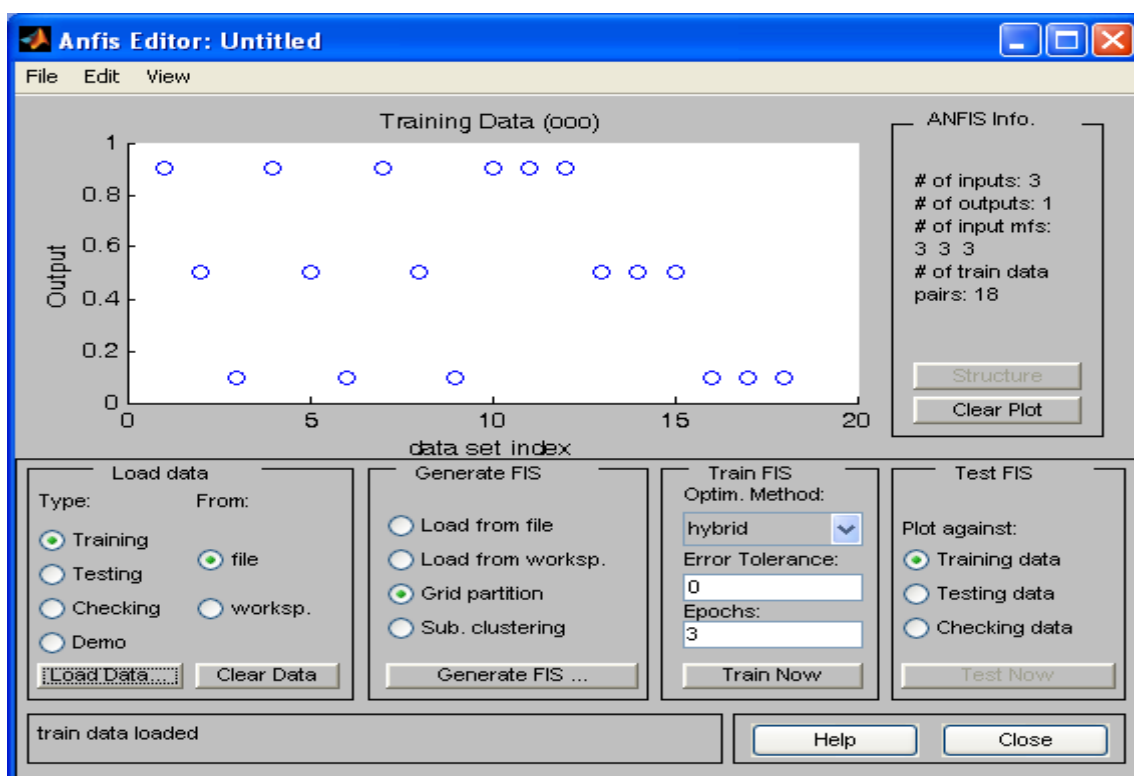 Anfis Editor: Untitled
File Edit View
Training Data (ooo)
1
0.8
0.6
0.4
0.2
0
Output
0 5 10 15 20
data set index
ANFIS Info.
# of inputs: 3
# of outputs: 1
# of input mfs:
3 3 3
# of train data
pairs: 18
Structure
Clear Plot
Load data
Type: From:
Training
Testing
Checking
Demo
file
worksp.
Load Data... Clear Data
Generate FIS
Load from file
Load from worksp.
Grid partition
Sub. clustering
Generate FIS ...
Train FIS
Optim. Method:
hybrid
Error Tolerance:
0
Epochs:
3
Train Now
Test FIS
Plot against:
Training data
Testing data
Checking data
Test Now
train data loaded
Help Close